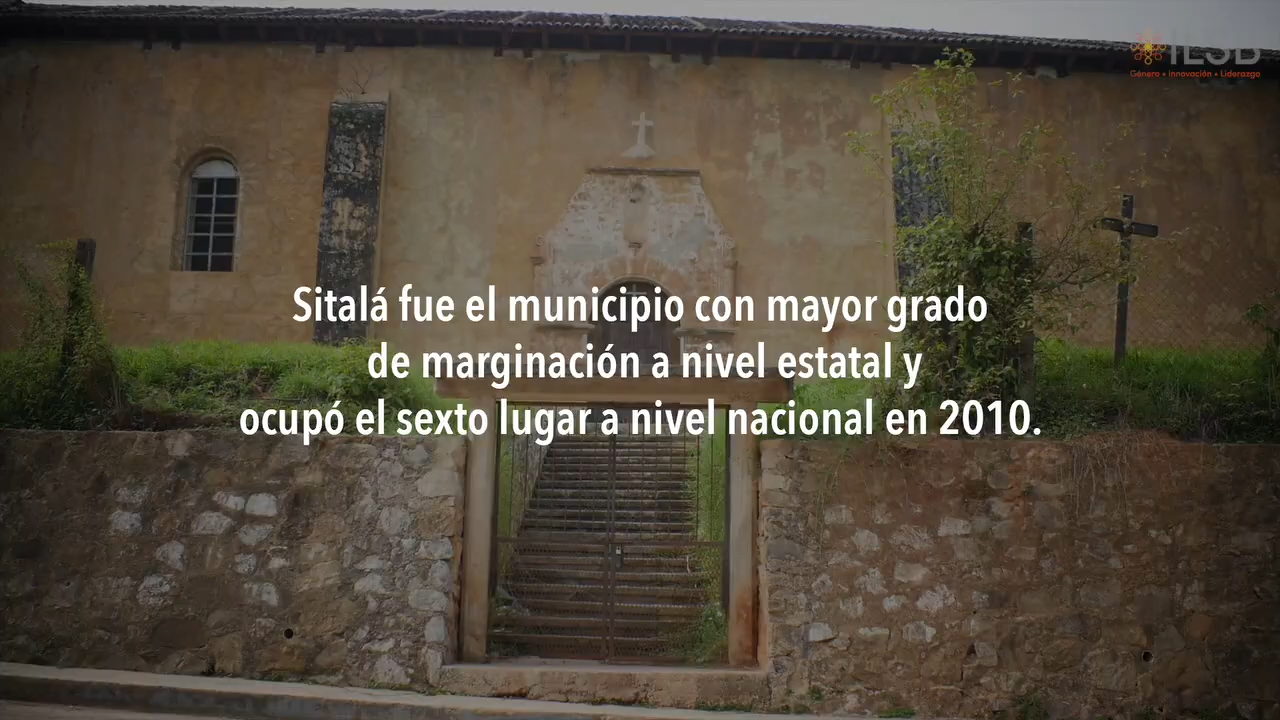 ILSB
Género • Innovación • Liderazgo
Sitalá fue el municipio con mayor grado
de marginación a nivel estatal y
ocupó el sexto lugar a nivel nacional en 2010.